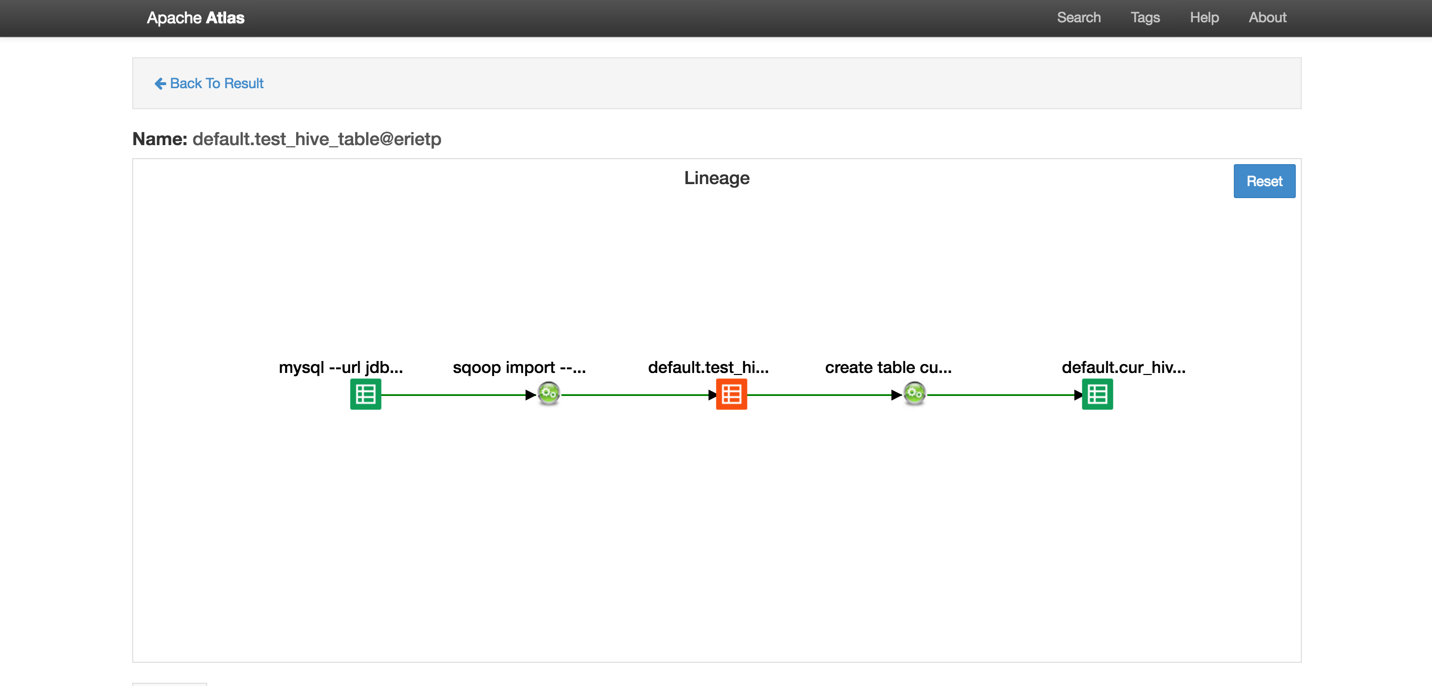 Apache Atlas Search Tags Help About
Back To Result
Name: default.test_hive_table@erietp
Lineage
Reset
mysql --url jdb... sqoop import --... default.test_hi... create table cu... default.cur_hiv...